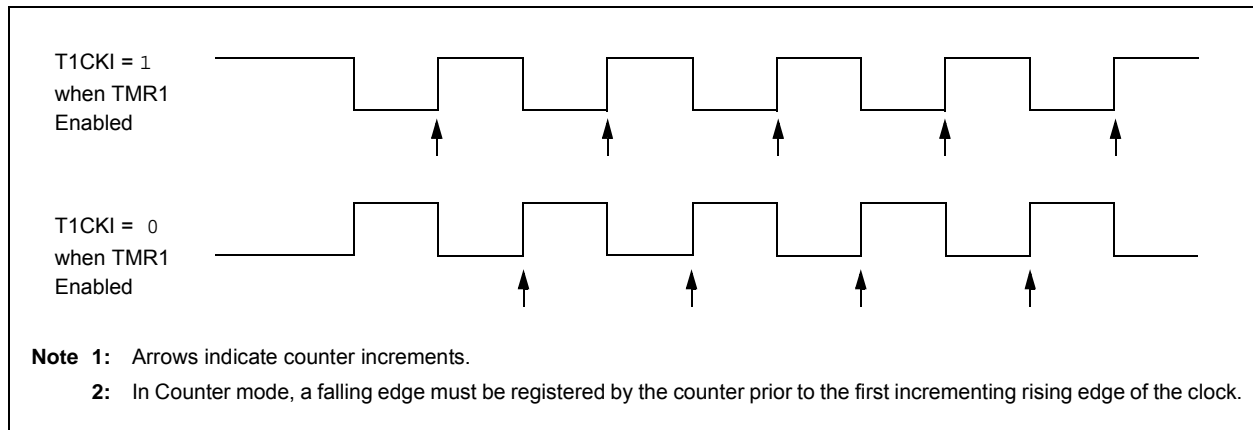 T1CKI = 1
when TMR1
Enabled
T1CKI = 0
when TMR1
Enabled
Note 1: Arrows indicate counter increments.
2: In Counter mode, a falling edge must be registered by the counter prior to the first incrementing rising edge of the clock.